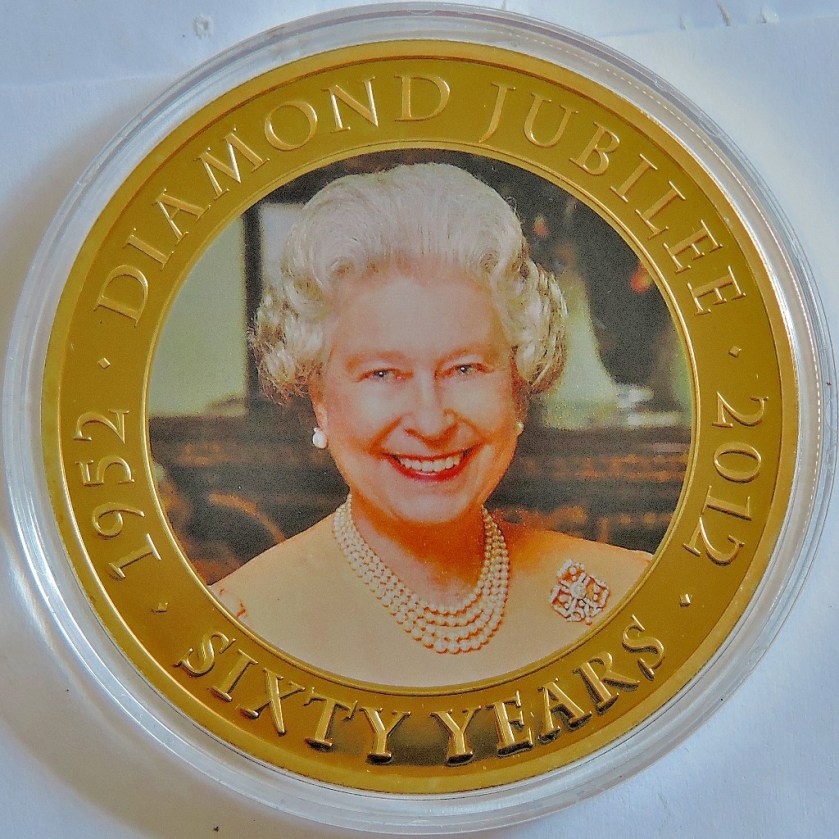 DIAMOND JUBILEE
· 2012 ·
SIXTY YEARS
· 1952 ·